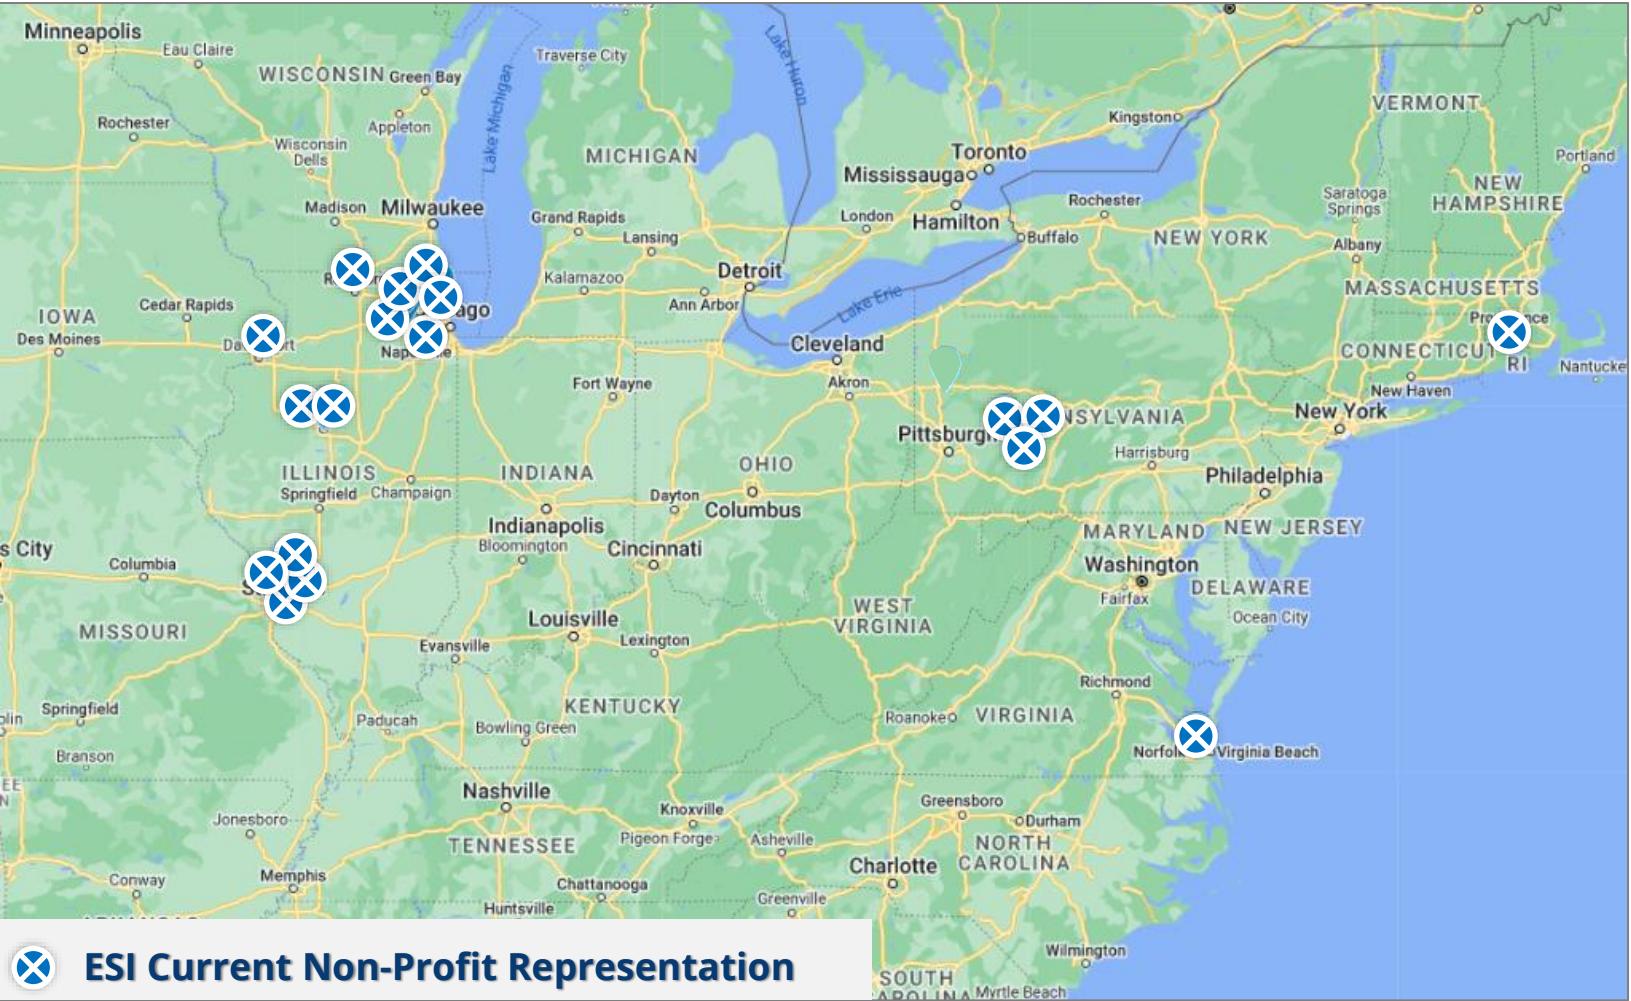 Minneapolis
Eau Claire
Traverse City
Lake Huron
WISCONSIN
Green Bay
Lake Michigan
Rochester
Appleton
Kingston
VERMONT
Wisconsin
Dells
MICHIGAN
Toronto
Portland
Mississauga
Madison
Milwaukee
Grand Rapids
London
Hamilton
Rochester
Saratoga
Springs
NEW
HAMPSHIRE
Lansing
Buffalo
NEW YORK
Albany
Detroit
Kalamazoo
Ann Arbor
Lake Erie
MASSACHUSETTS
Cedar Rapids
IOWA
Des Moines
Cleveland
CONNECTICUT
RI
Nantucke
Fort Wayne
Akron
New Haven
New York
NSYLVANIA
Pittsburgh
Harrisburg
ILLINOIS
INDIANA
OHIO
Philadelphia
Springfield
Champaign
Dayton
Columbus
Indianapolis
MARYLAND
NEW JERSEY
s City
Bloomington
Cincinnati
Columbia
Washington
DELAWARE
Fairfax
WEST
VIRGINIA
Ocean City
MISSOURI
Louisville
Evansville
Lexington
Richmond
Springfield
KENTUCKY
Paducah
Bowling Green
Roanoke
VIRGINIA
Branson
Norfolk
Virginia Beach
Nashville
Knoxville
Greensboro
Jonesboro
Durham
TENNESSEE
Pigeon Forge
Asheville
NORTH
CAROLINA
Charlotte
Conway
Memphis
Chattanooga
Greenville
Huntsville
Wilmington
SOUTH
CAROLINA
Myrtle Beach
ESI Current Non-Profit Representation